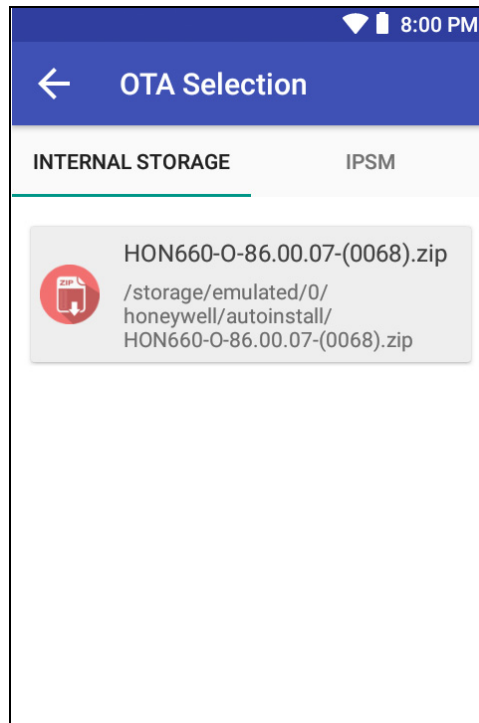 8:00 PM
OTA Selection
INTERNAL STORAGE IPSM
HON660-O-86.00.07-(0068).zip
ZIP
/storage/emulated/0/
honeywell/autoinstall/
HON660-O-86.00.07-(0068).zip